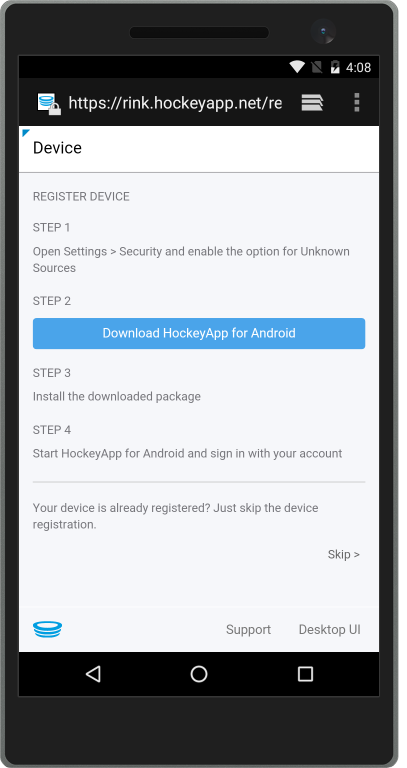 4:08
https://rink.hockeyapp.net/re
Device
REGISTER DEVICE
STEP 1
Open Settings > Security and enable the option for Unknown
Sources
STEP 2
Download HockeyApp for Android
STEP 3
Install the downloaded package
STEP 4
Start HockeyApp for Android and sign in with your account
Your device is already registered? Just skip the device
registration.
Skip >
Support Desktop UI